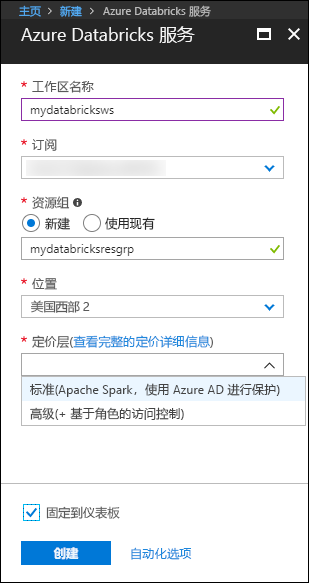 主页 > 新建 > Azure Databricks 服务
Azure Databricks 服务
* 工作区名称
mydatabricksws
* 订阅
* 资源组
新建 使用现有
mydatabricksresgrp
* 位置
美国西部 2
* 定价层(查看完整的定价详细信息)
标准(Apache Spark，使用 Azure AD 进行保护)
高级(+ 基于角色的访问控制)
固定到仪表板
创建 自动化选项